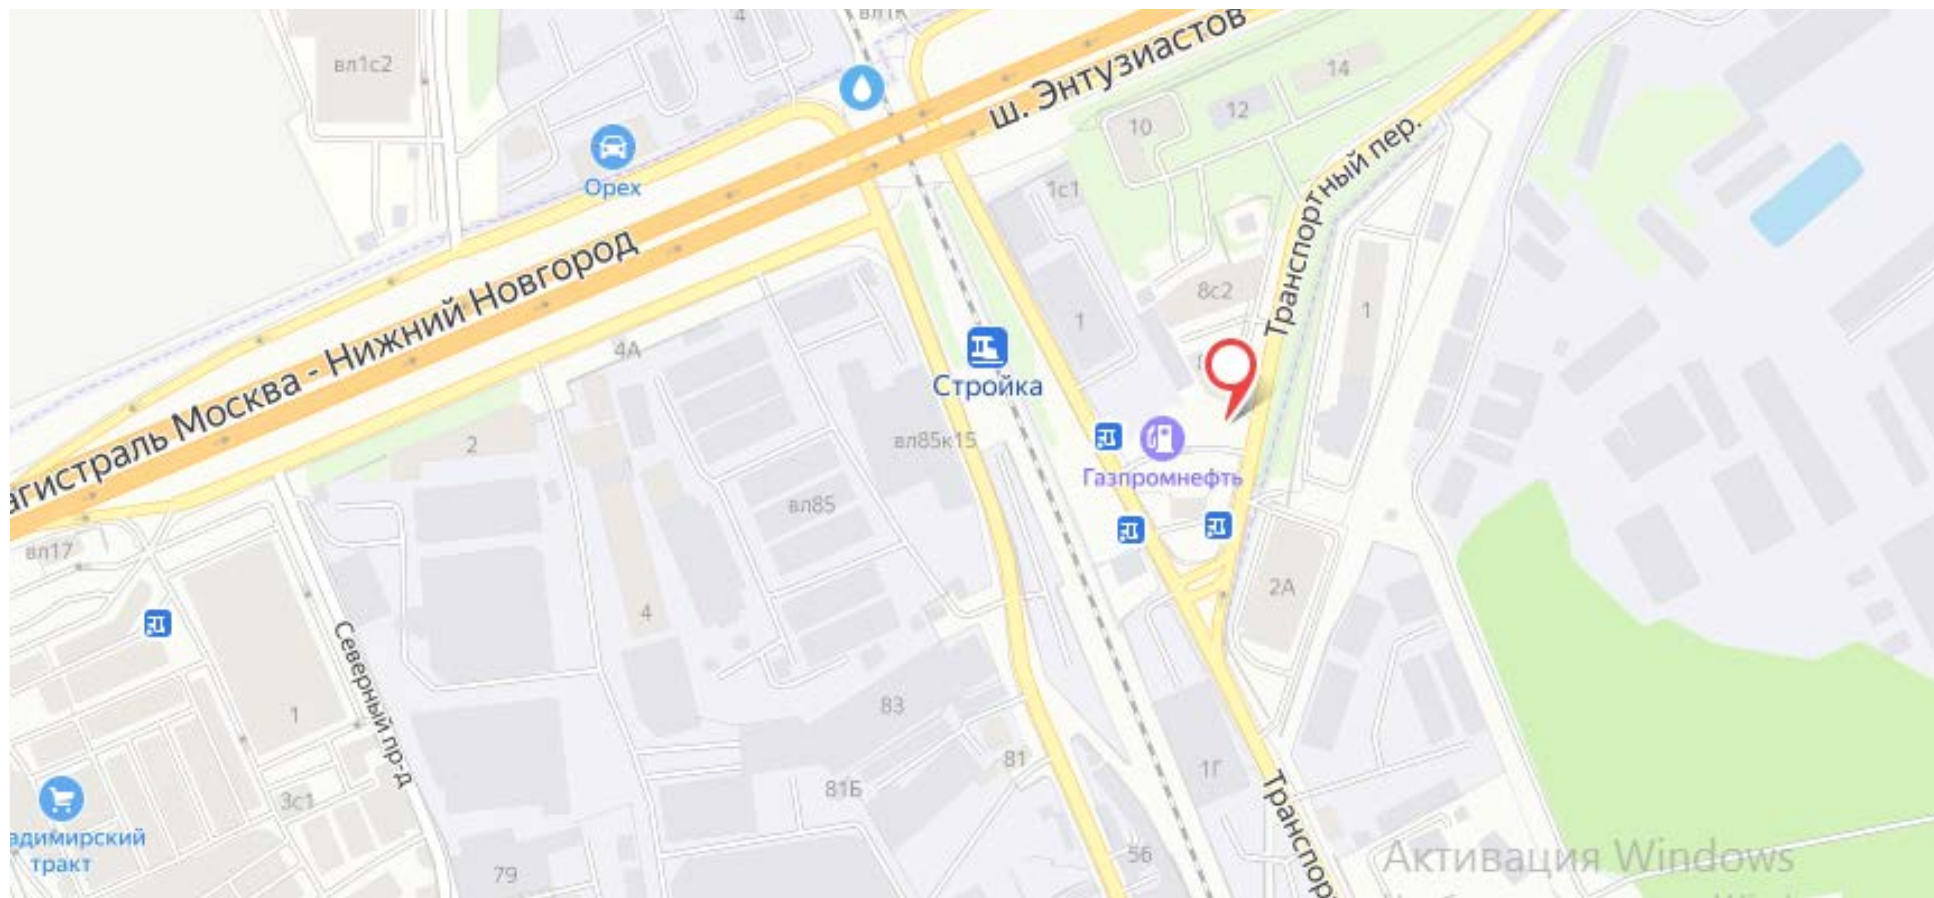 4
вл1к
вл1с2
ш. Энтузиастов
14
12
10
Орех
1с1
Транспортный пер.
агистраль Москва - Нижний Новгород
8с2
1
1
4А
Стройка
2
вл85к15
Газпромнефть
вл85
вл17
2А
4
Северный пр-д
1
83
81
1Г
81Б
3с1
адимирский
тракт
Транспор
56
79
Активация Windows